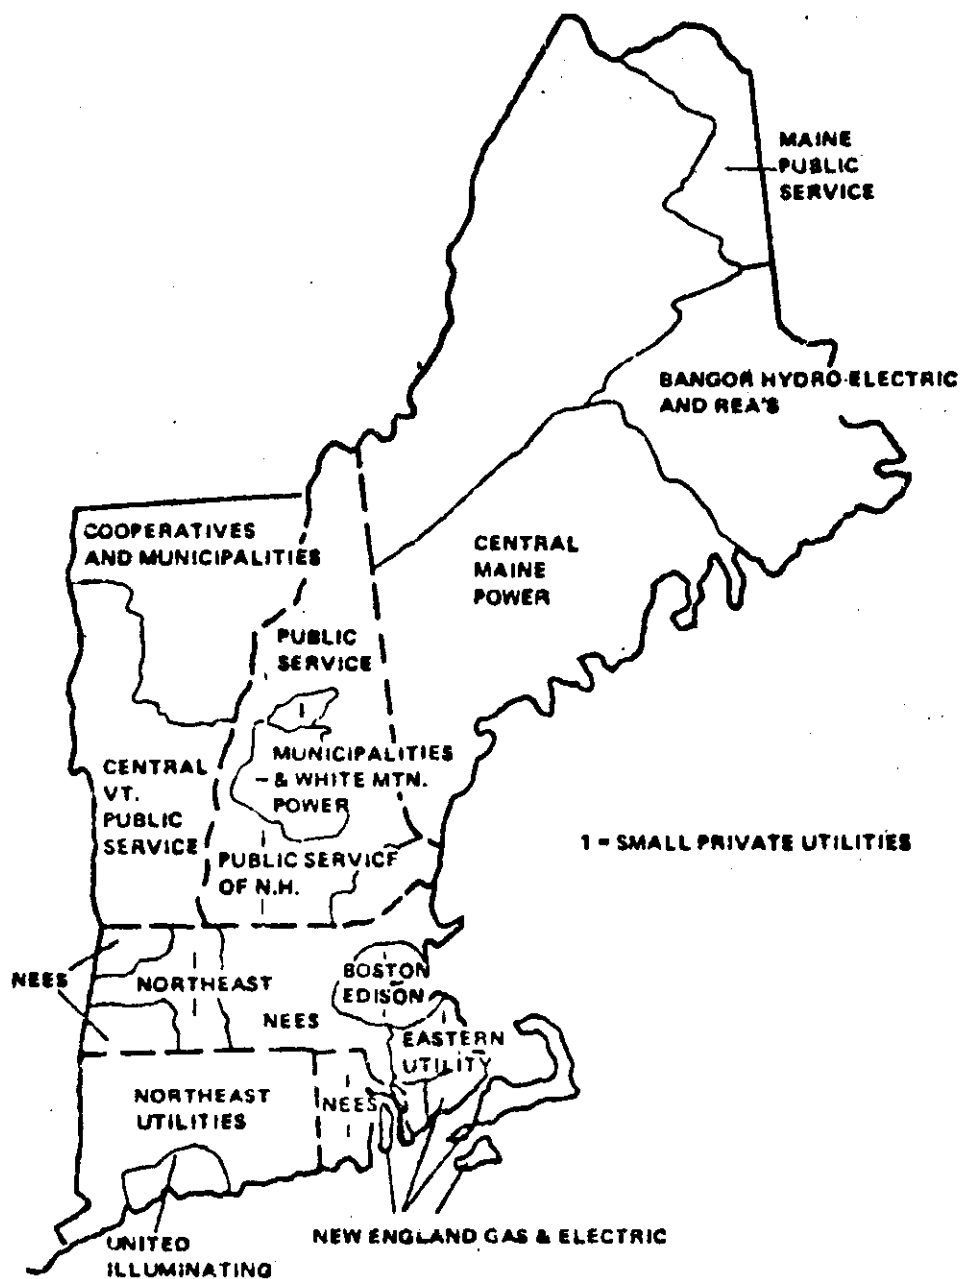 MAINE
PUBLIC
SERVICE
BANGOR HYDRO-ELECTRIC
AND REA'S
COOPERATIVES
AND MUNICIPALITIES
CENTRAL
MAINE
POWER
PUBLIC
SERVICE
1
MUNICIPALITIES
& WHITE MTN.
POWER
CENTRAL
VT.
PUBLIC
SERVICE
1 = SMALL PRIVATE UTILITIES
PUBLIC SERVICE
OF N.H.
NEES
NORTHEAST
BOSTON
EDISON
NEES
EASTERN
UTILITY
NORTHEAST
UTILITIES
NEES
NEW ENGLAND GAS & ELECTRIC
UNITED
ILLUMINATING